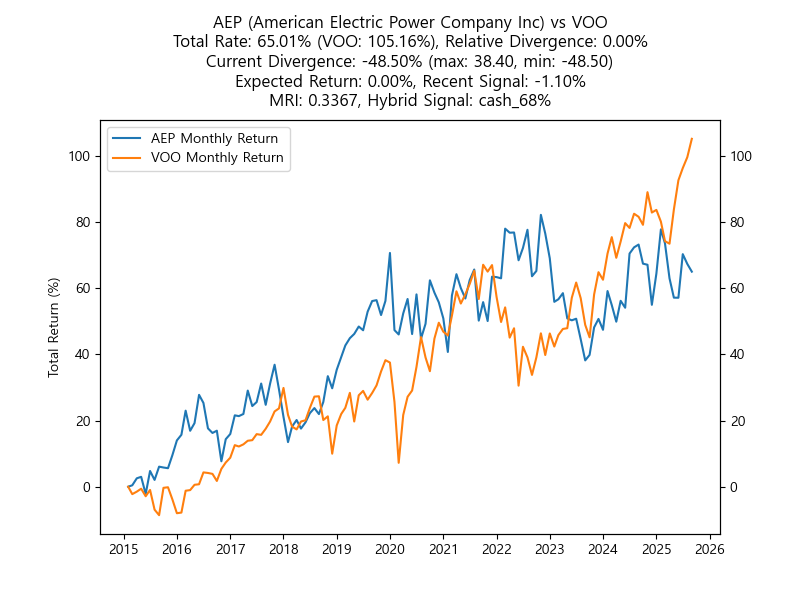 AEP (American Electric Power Company Inc) vs VOO
Total Rate: 65.01% (VOO: 105.16%), Relative Divergence: 0.00%
Current Divergence: -48.50% (max: 38.40, min: -48.50)
Expected Return: 0.00%, Recent Signal: -1.10%
MRI: 0.3367, Hybrid Signal: cash_68%
AEP Monthly Return
VOO Monthly Return
Total Return (%)
100
80
60
40
20
0
100
80
60
40
20
0
2015 2016 2017 2018 2019 2020 2021 2022 2023 2024 2025 2026